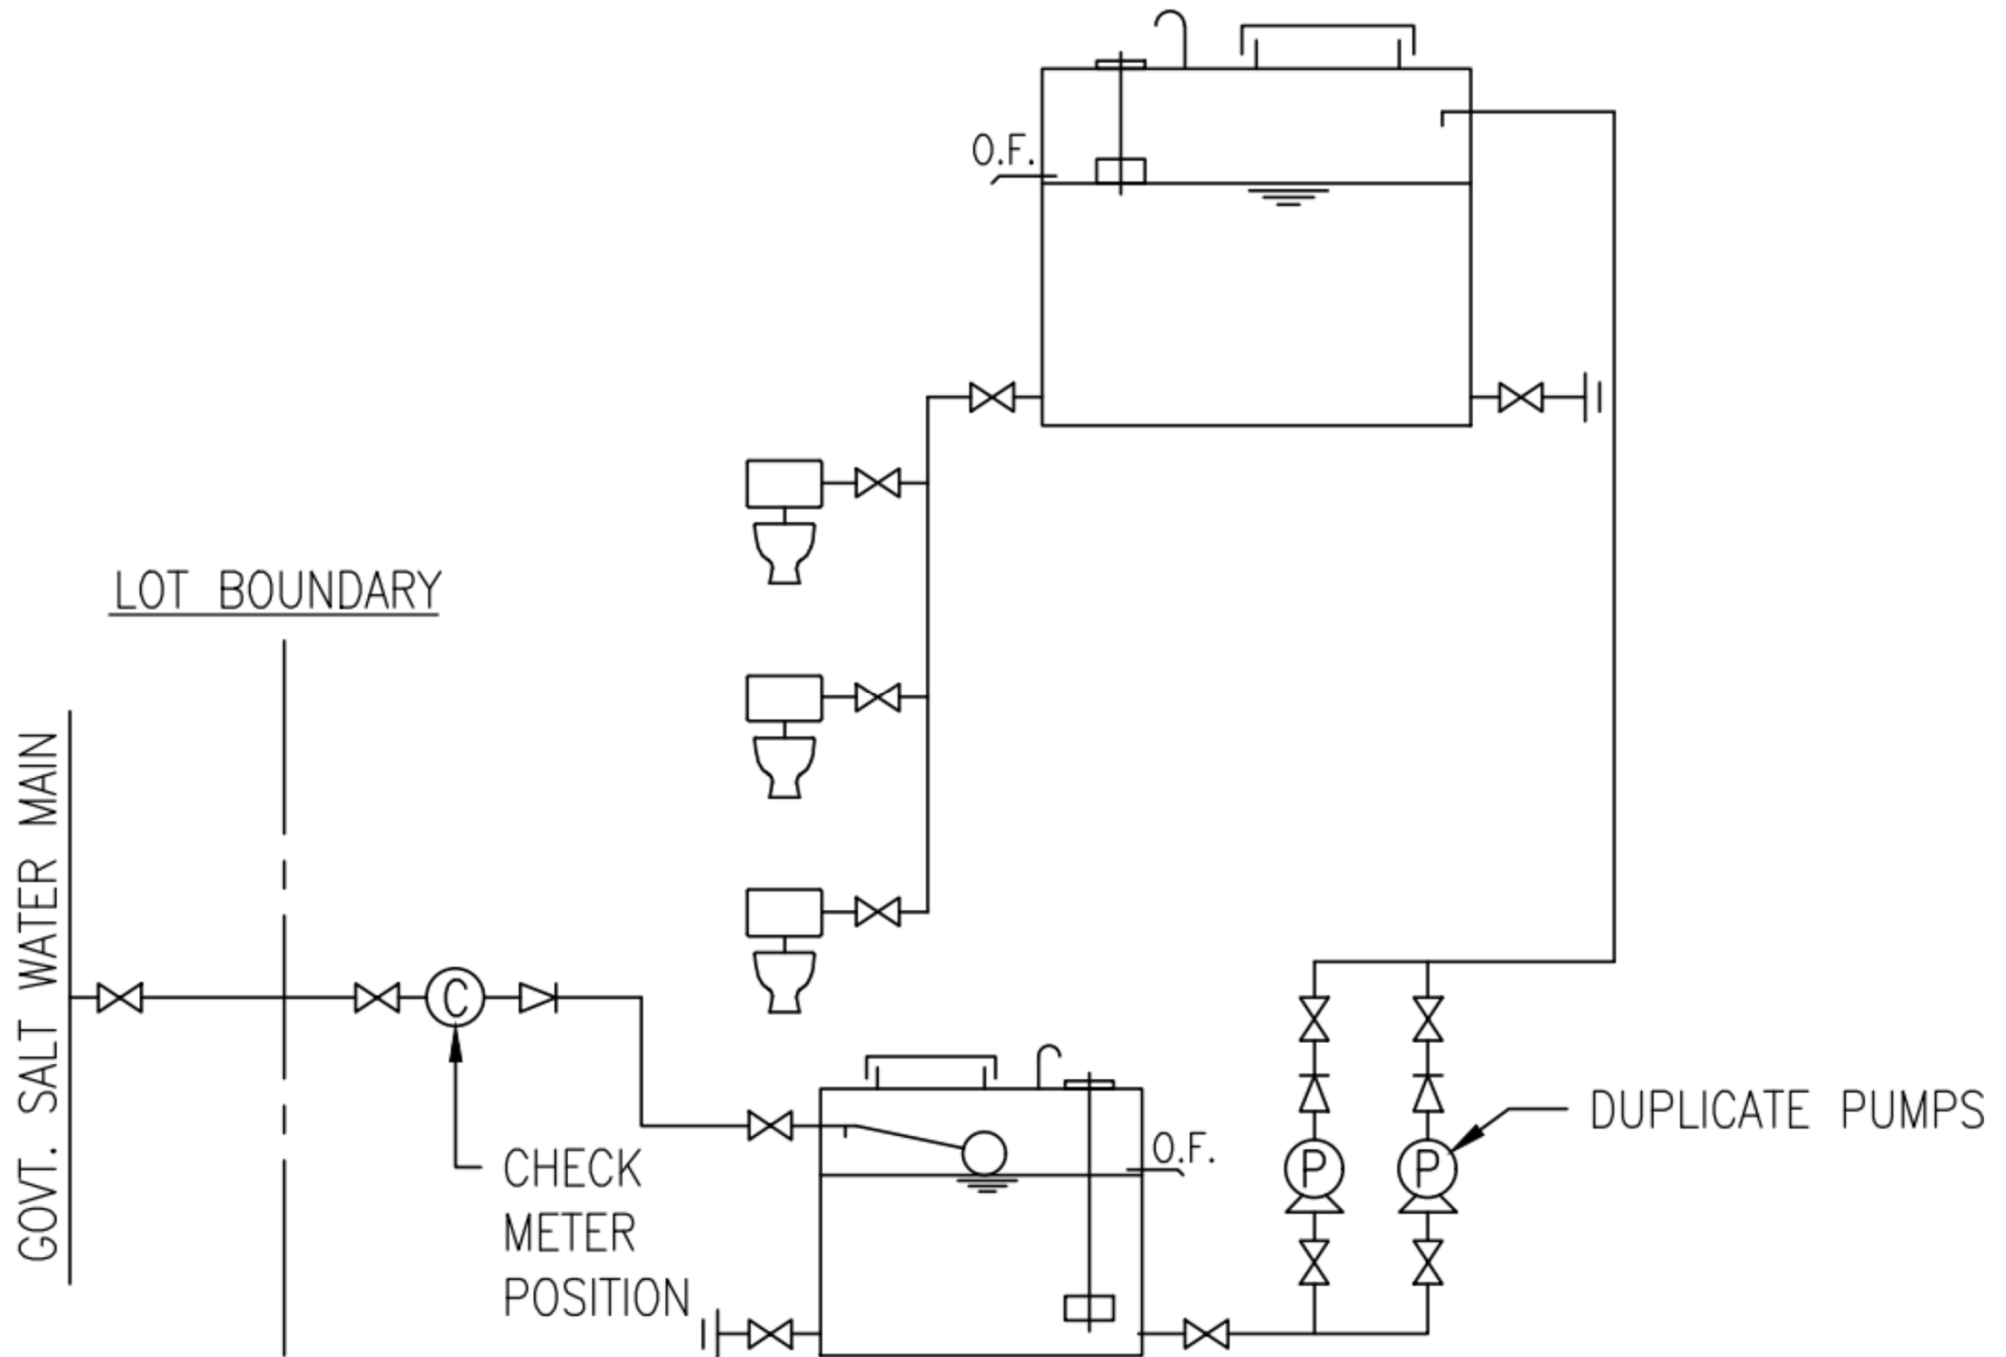 O.F.
LOT BOUNDARY
GOVT. SALT WATER MAIN
C
CHECK
METER
POSITION
O.F.
P
P
DUPLICATE PUMPS